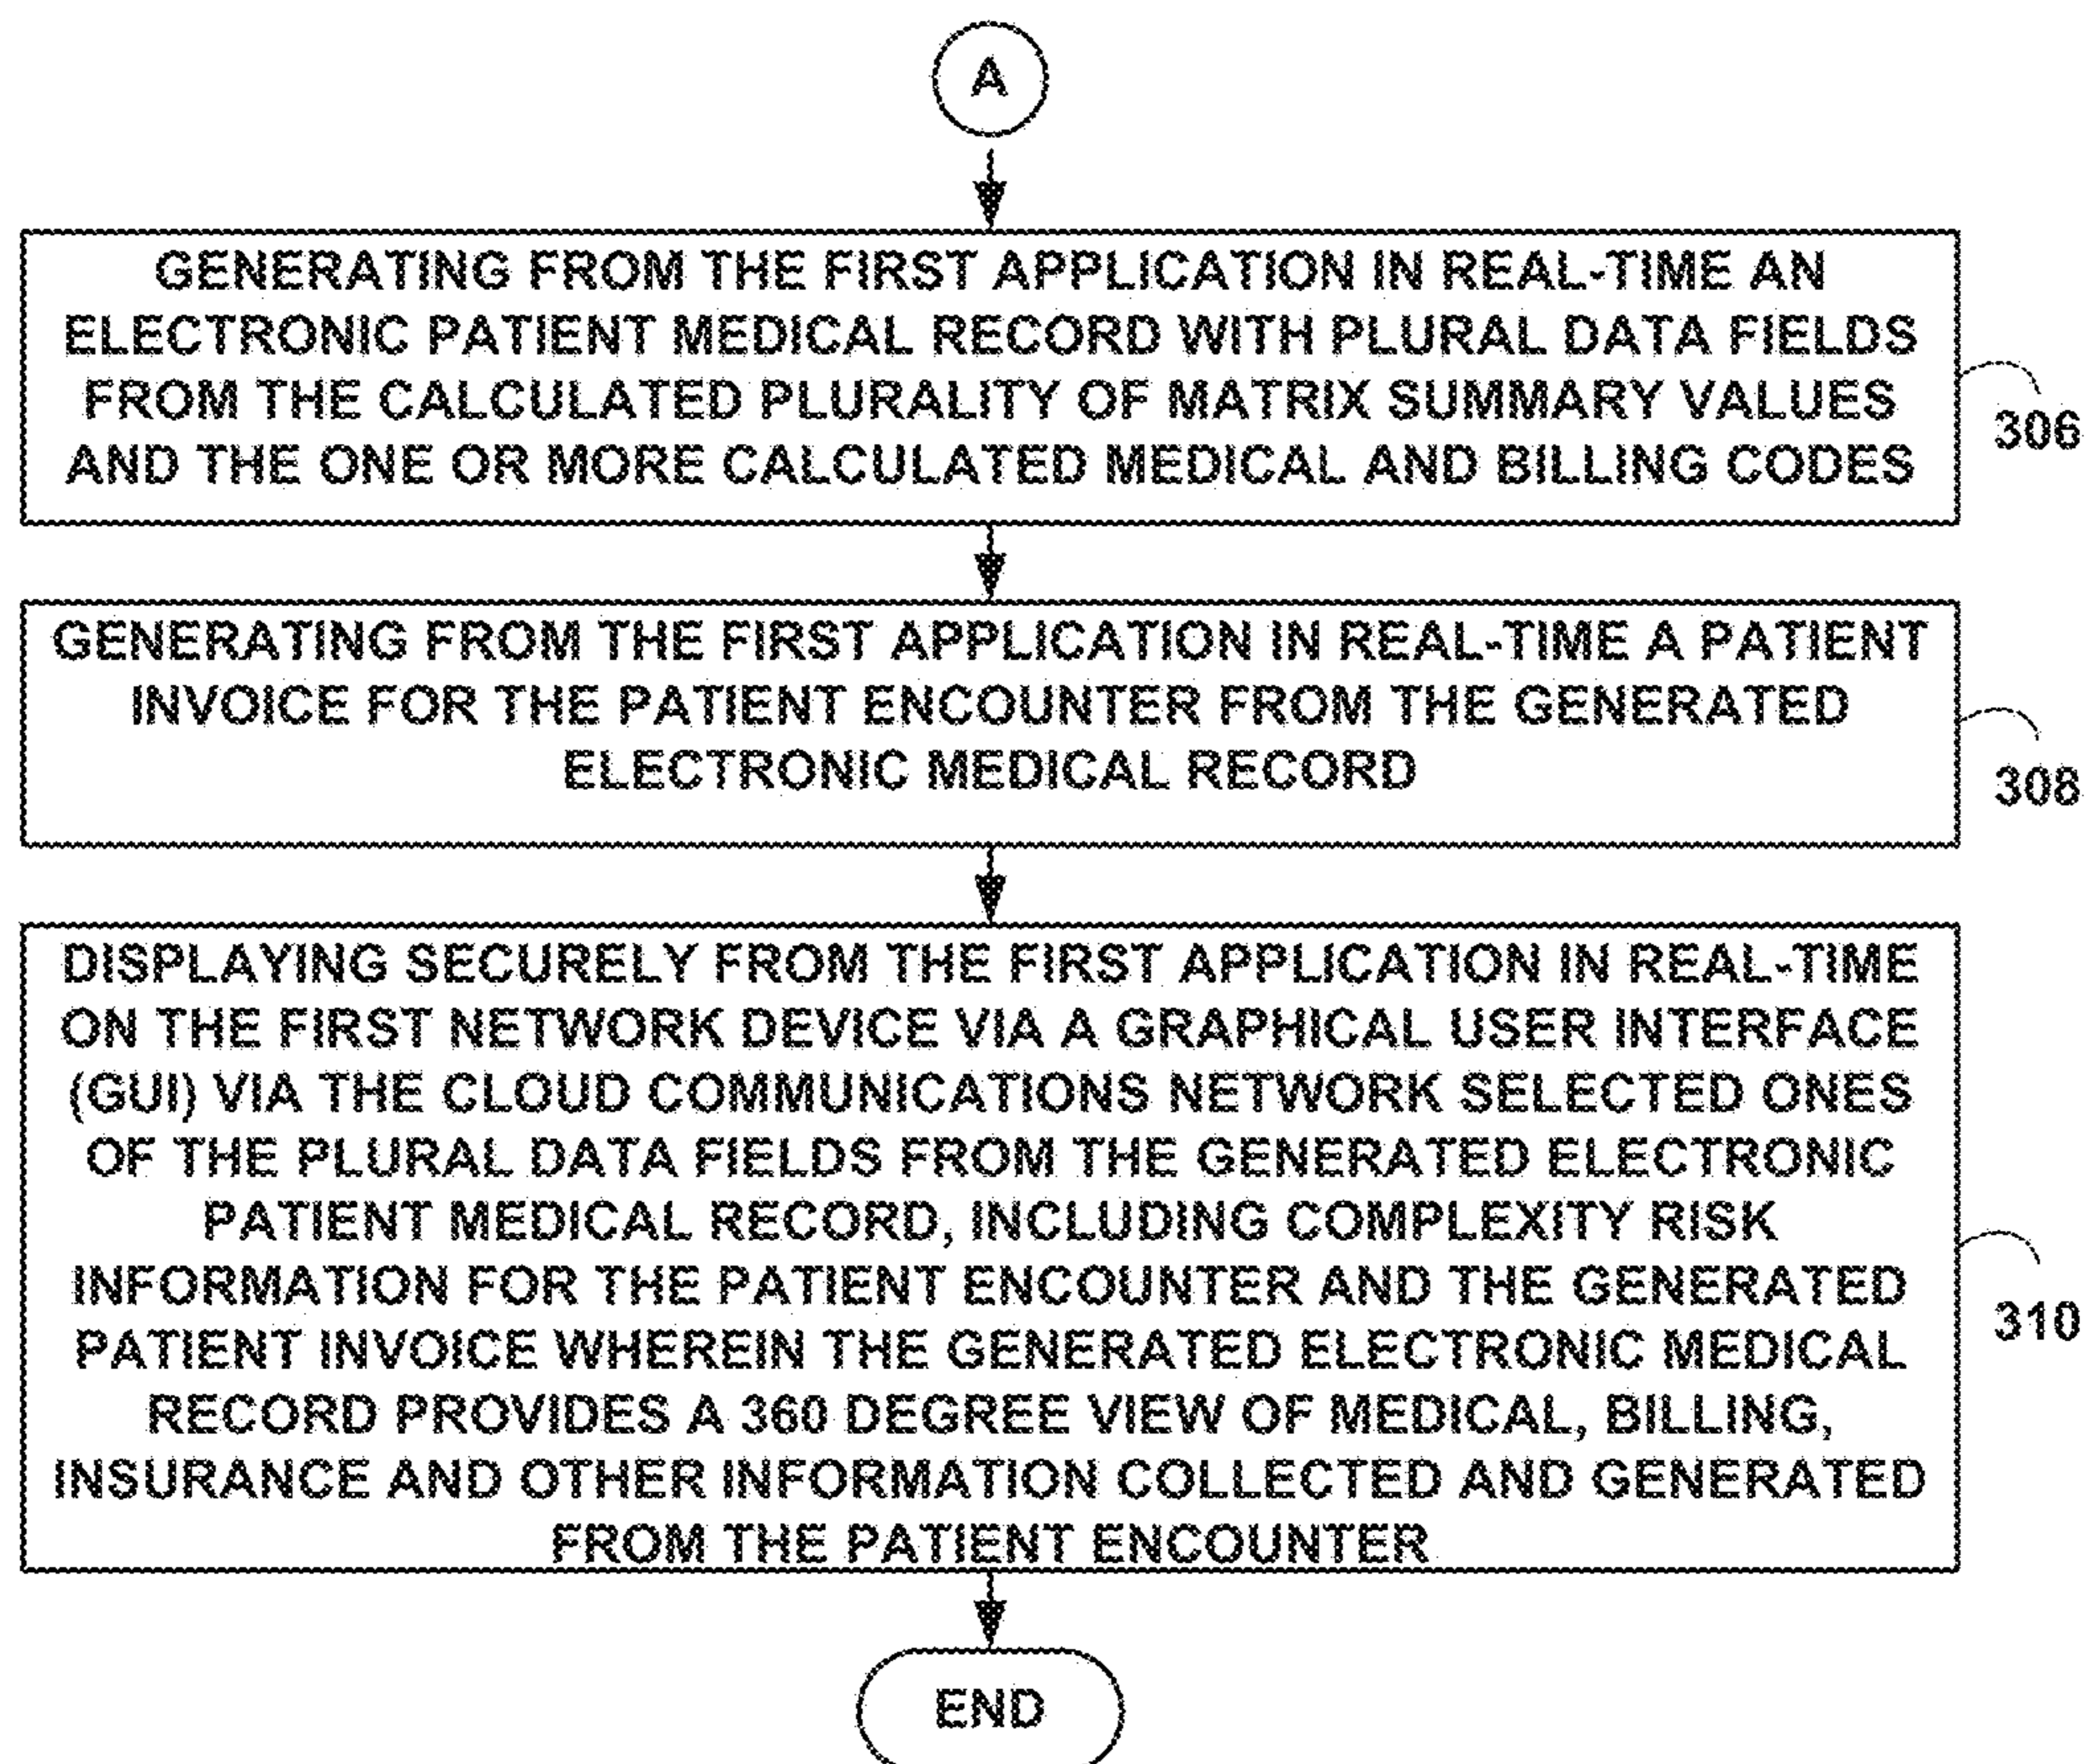 A
GENERATING FROM THE FIRST APPLICATION IN REAL-TIME AN
ELECTRONIC PATIENT MEDICAL RECORD WITH PLURAL DATA FIELDS
FROM THE CALCULATED PLURALITY OF MATRIX SUMMARY VALUES
AND THE ONE OR MORE CALCULATED MEDICAL AND BILLING CODES
306
GENERATING FROM THE FIRST APPLICATION IN REAL-TIME A PATIENT
INVOICE FOR THE PATIENT ENCOUNTER FROM THE GENERATED
ELECTRONIC MEDICAL RECORD
308
DISPLAYING SECURELY FROM THE FIRST APPLICATION IN REAL-TIME
ON THE FIRST NETWORK DEVICE VIA A GRAPHICAL USER INTERFACE
(GUI) VIA THE CLOUD COMMUNICATIONS NETWORK SELECTED ONES
OF THE PLURAL DATA FIELDS FROM THE GENERATED ELECTRONIC
PATIENT MEDICAL RECORD, INCLUDING COMPLEXITY RISK
INFORMATION FOR THE PATIENT ENCOUNTER AND THE GENERATED
PATIENT INVOICE WHEREIN THE GENERATED ELECTRONIC MEDICAL
RECORD PROVIDES A 360 DEGREE VIEW OF MEDICAL, BILLING,
INSURANCE AND OTHER INFORMATION COLLECTED AND GENERATED
FROM THE PATIENT ENCOUNTER
310
END